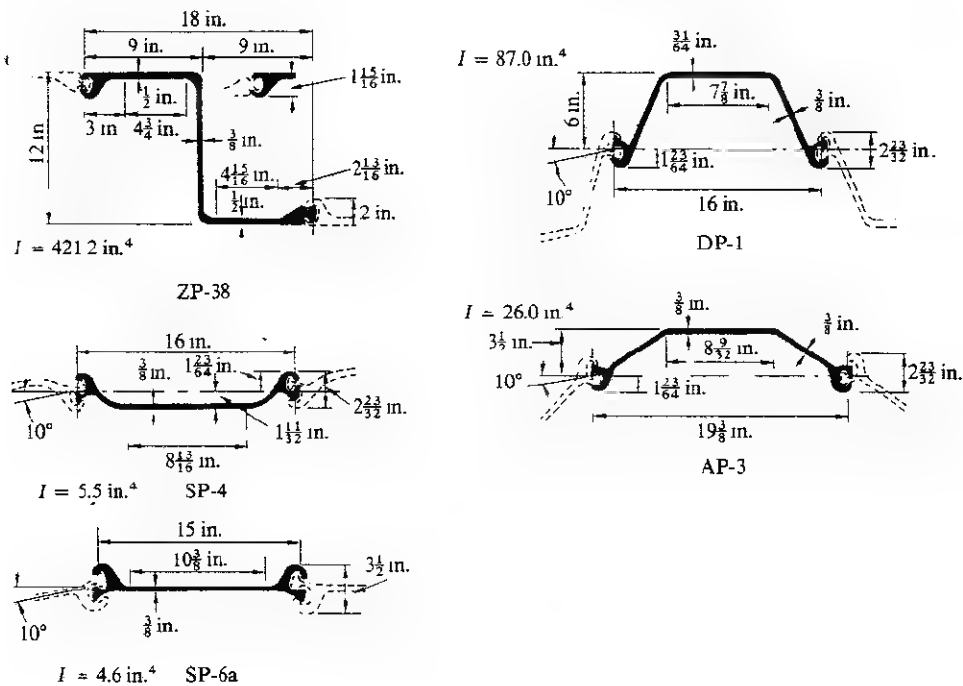 18 in.
9 in.
9 in.
1 15/16 in.
1/2 in.
3 in
4 3/4 in.
12 in
3/8 in.
4 15/16 in.
2 13/16 in.
1/2 in.
2 in.
I = 421 2 in.⁴
ZP-38
I = 87.0 in.⁴
31/64 in.
7 7/8 in.
3/8 in.
6 in.
2 23/32 in.
1 23/64 in.
10°
16 in.
DP-1
16 in.
3/8 in.
1 23/64 in.
2 23/32 in.
10°
1 11/32 in.
8 13/16 in.
I = 5.5 in.⁴
SP-4
I = 26.0 in.⁴
3/8 in.
3/8 in.
3 1/2 in.
8 9/32 in.
10°
2 23/32 in.
1 23/64 in.
19 3/8 in.
AP-3
15 in.
10 3/8 in.
3 1/2 in.
10°
3/8 in.
I = 4.6 in.⁴
SP-6a